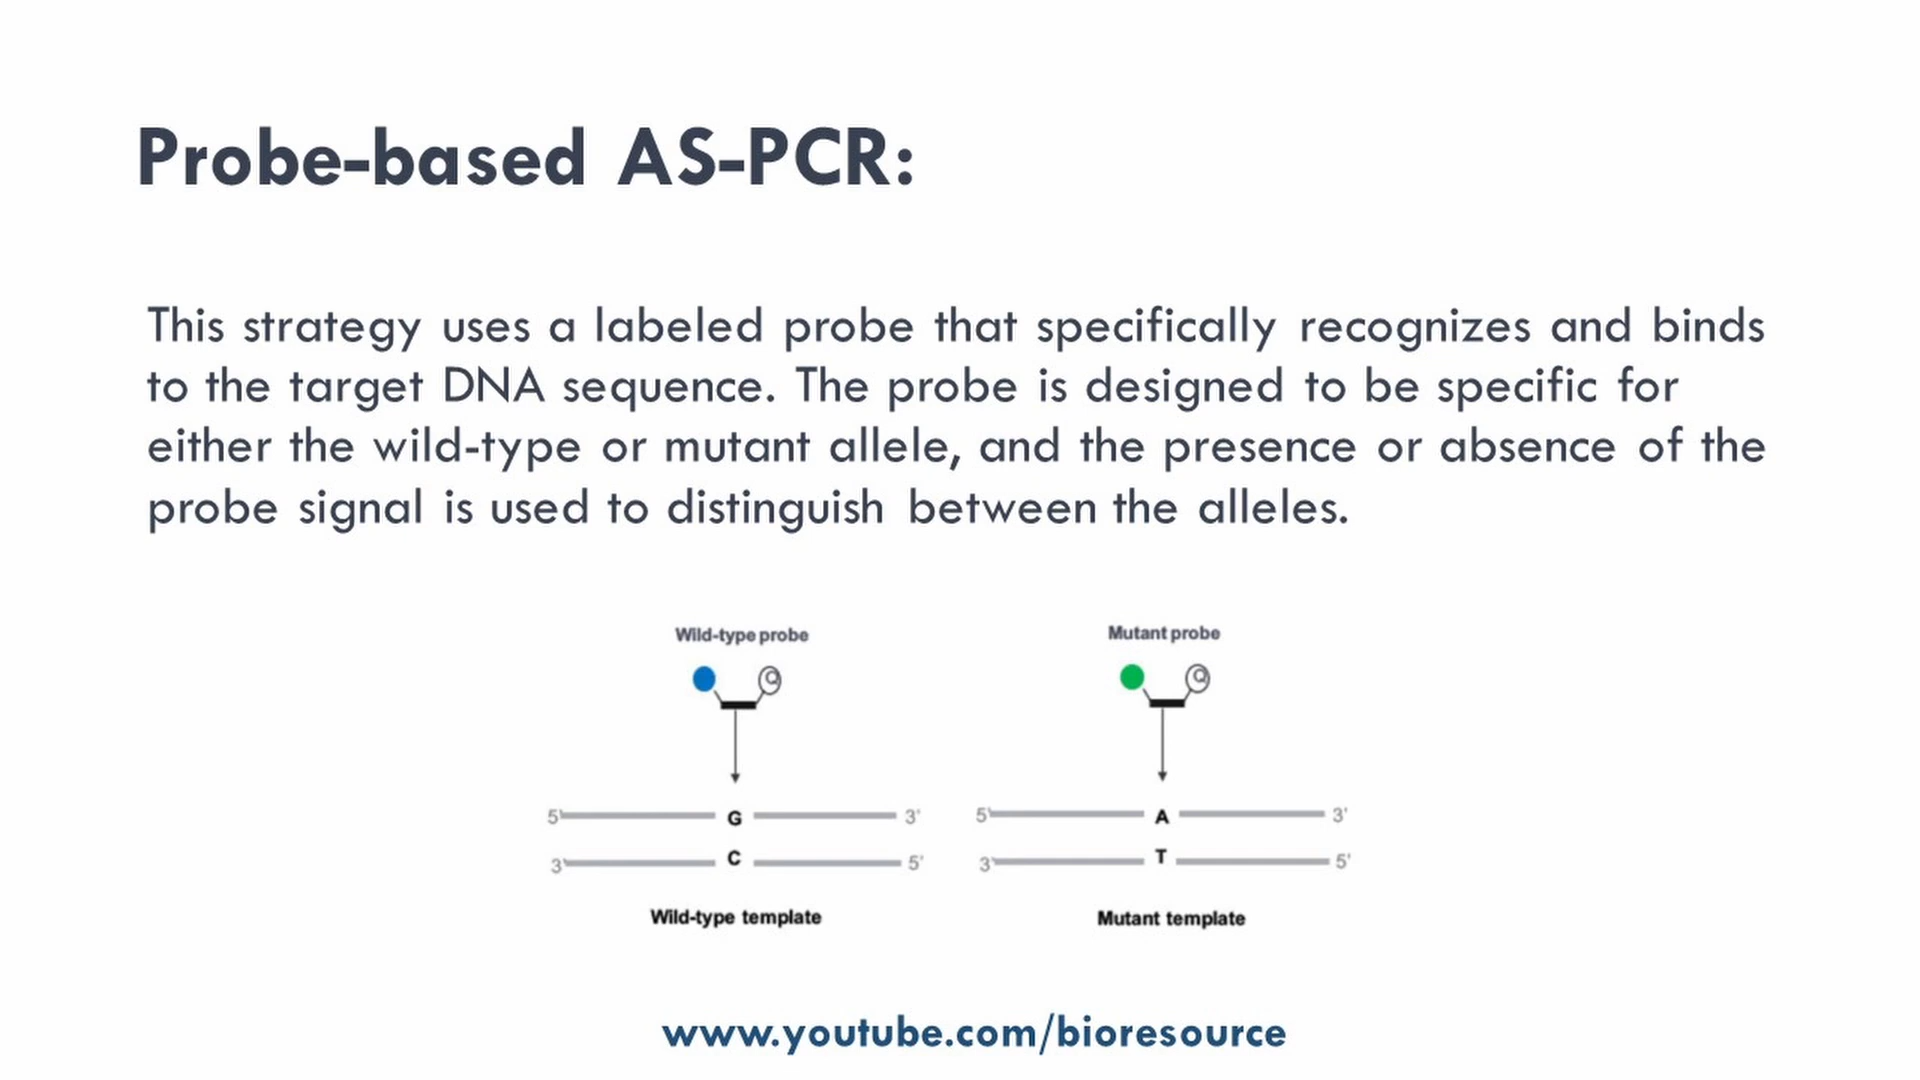 Probe-based AS-PCR:
This strategy uses a labeled probe that specifically recognizes and binds
to the target DNA sequence. The probe is designed to be specific for
either the wild-type or mutant allele, and the presence or absence of the
probe signal is used to distinguish between the alleles.
Wild-type probe
Q
5' G 3'
3' C 5'
Wild-type template
Mutant probe
Q
5' A 3'
3' T 5'
Mutant template
www.youtube.com/bioresource